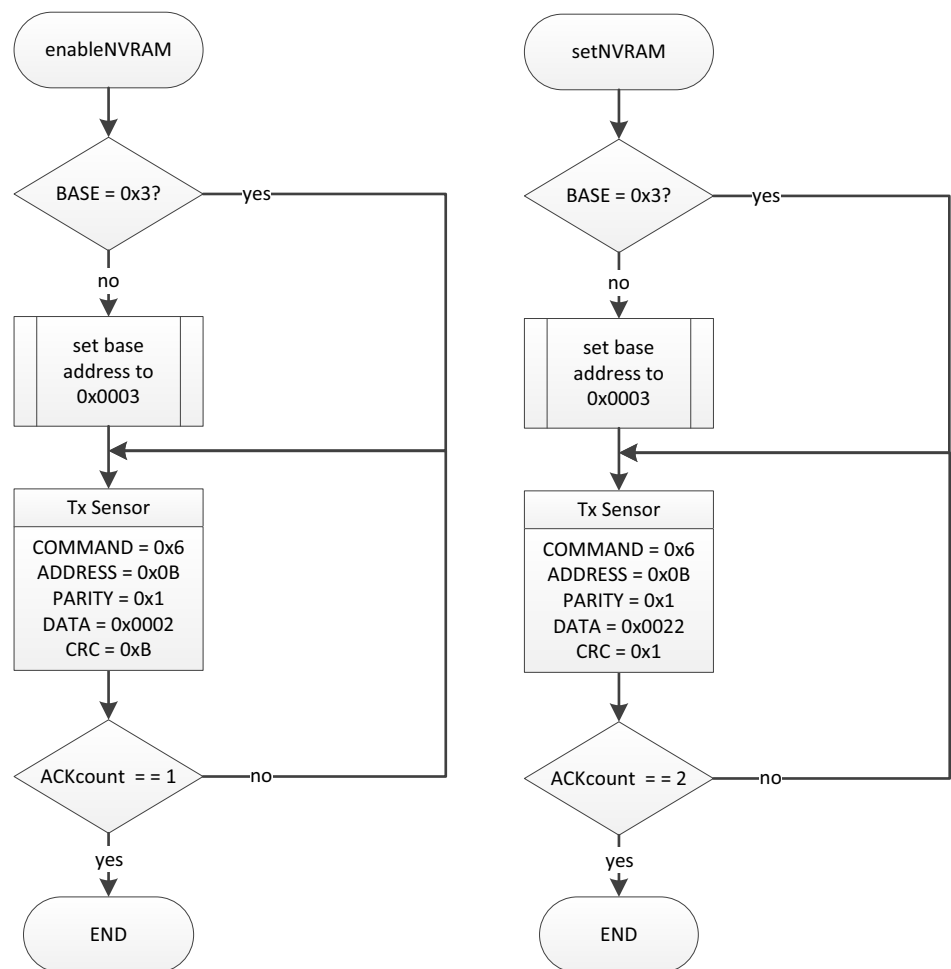 enableNVRAM
BASE = 0x3?
yes
no
set base
address to
0x0003
Tx Sensor
COMMAND = 0x6
ADDRESS = 0x0B
PARITY = 0x1
DATA = 0x0002
CRC = 0xB
ACKcount = = 1
no
yes
END
setNVRAM
BASE = 0x3?
yes
no
set base
address to
0x0003
Tx Sensor
COMMAND = 0x6
ADDRESS = 0x0B
PARITY = 0x1
DATA = 0x0022
CRC = 0x1
ACKcount = = 2
no
yes
END